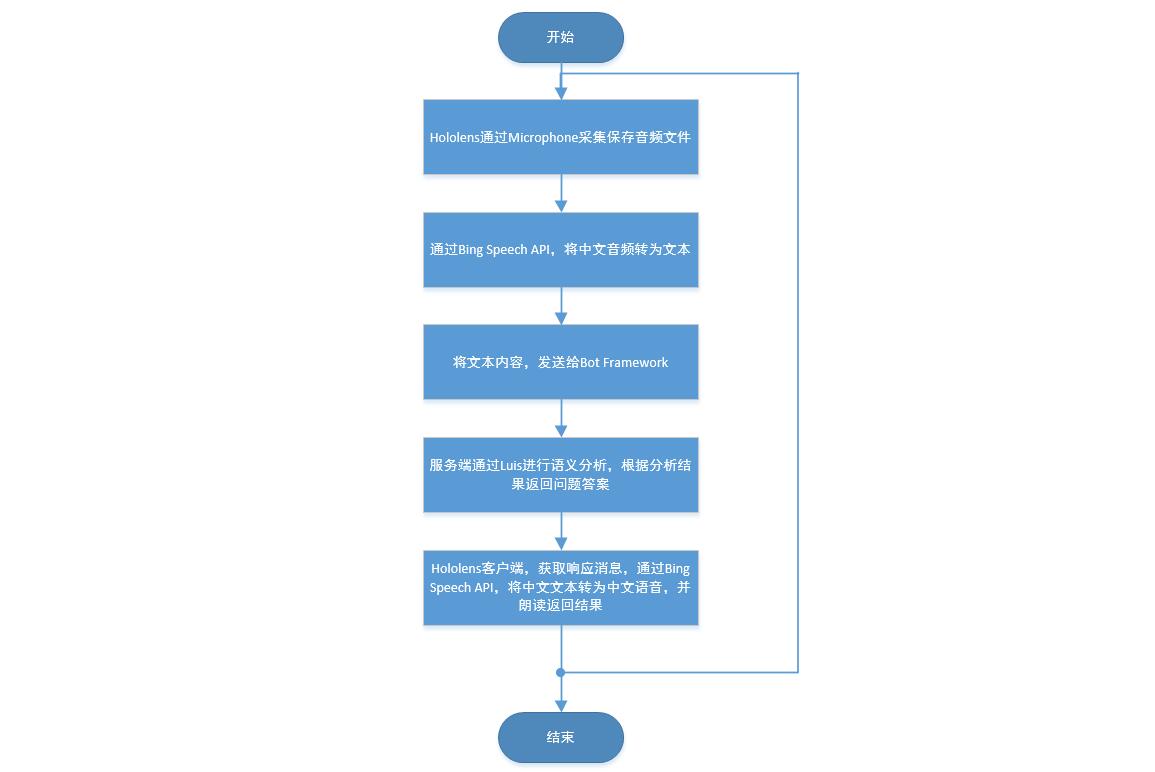 开始
Hololens通过Microphone采集保存音频文件
通过Bing Speech API，将中文音频转为文本
将文本内容，发送给Bot Framework
服务端通过Luis进行语义分析，根据分析结
果返回问题答案
Hololens客户端，获取响应消息，通过Bing
Speech API，将中文文本转为中文语音，并
朗读返回结果
结束